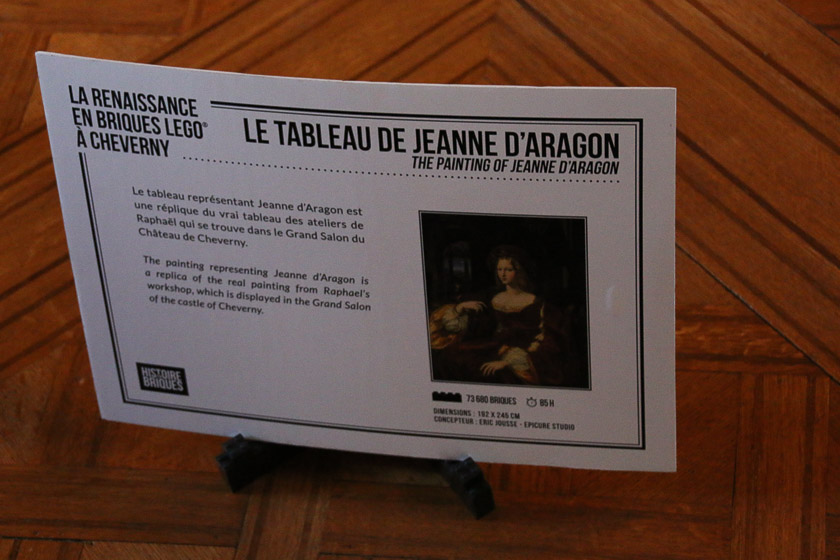 LA RENAISSANCE
EN BRIQUES LEGO®
À CHEVERNY
LE TABLEAU DE JEANNE D'ARAGON
THE PAINTING OF JEANNE D'ARAGON
Le tableau représentant Jeanne d'Aragon est
une réplique du vrai tableau des ateliers de
Raphaël qui se trouve dans le Grand Salon du
Château de Cheverny.
The painting representing Jeanne d'Aragon is
a replica of the real painting from Raphael's
workshop, which is displayed in the Grand Salon
of the castle of Cheverny.
HISTOIRE
BRIQUES
73 680 BRIQUES 85 H
DIMENSIONS : 192 X 245 CM
CONCEPTEUR : ERIC JOUSSE - EPICURE STUDIO